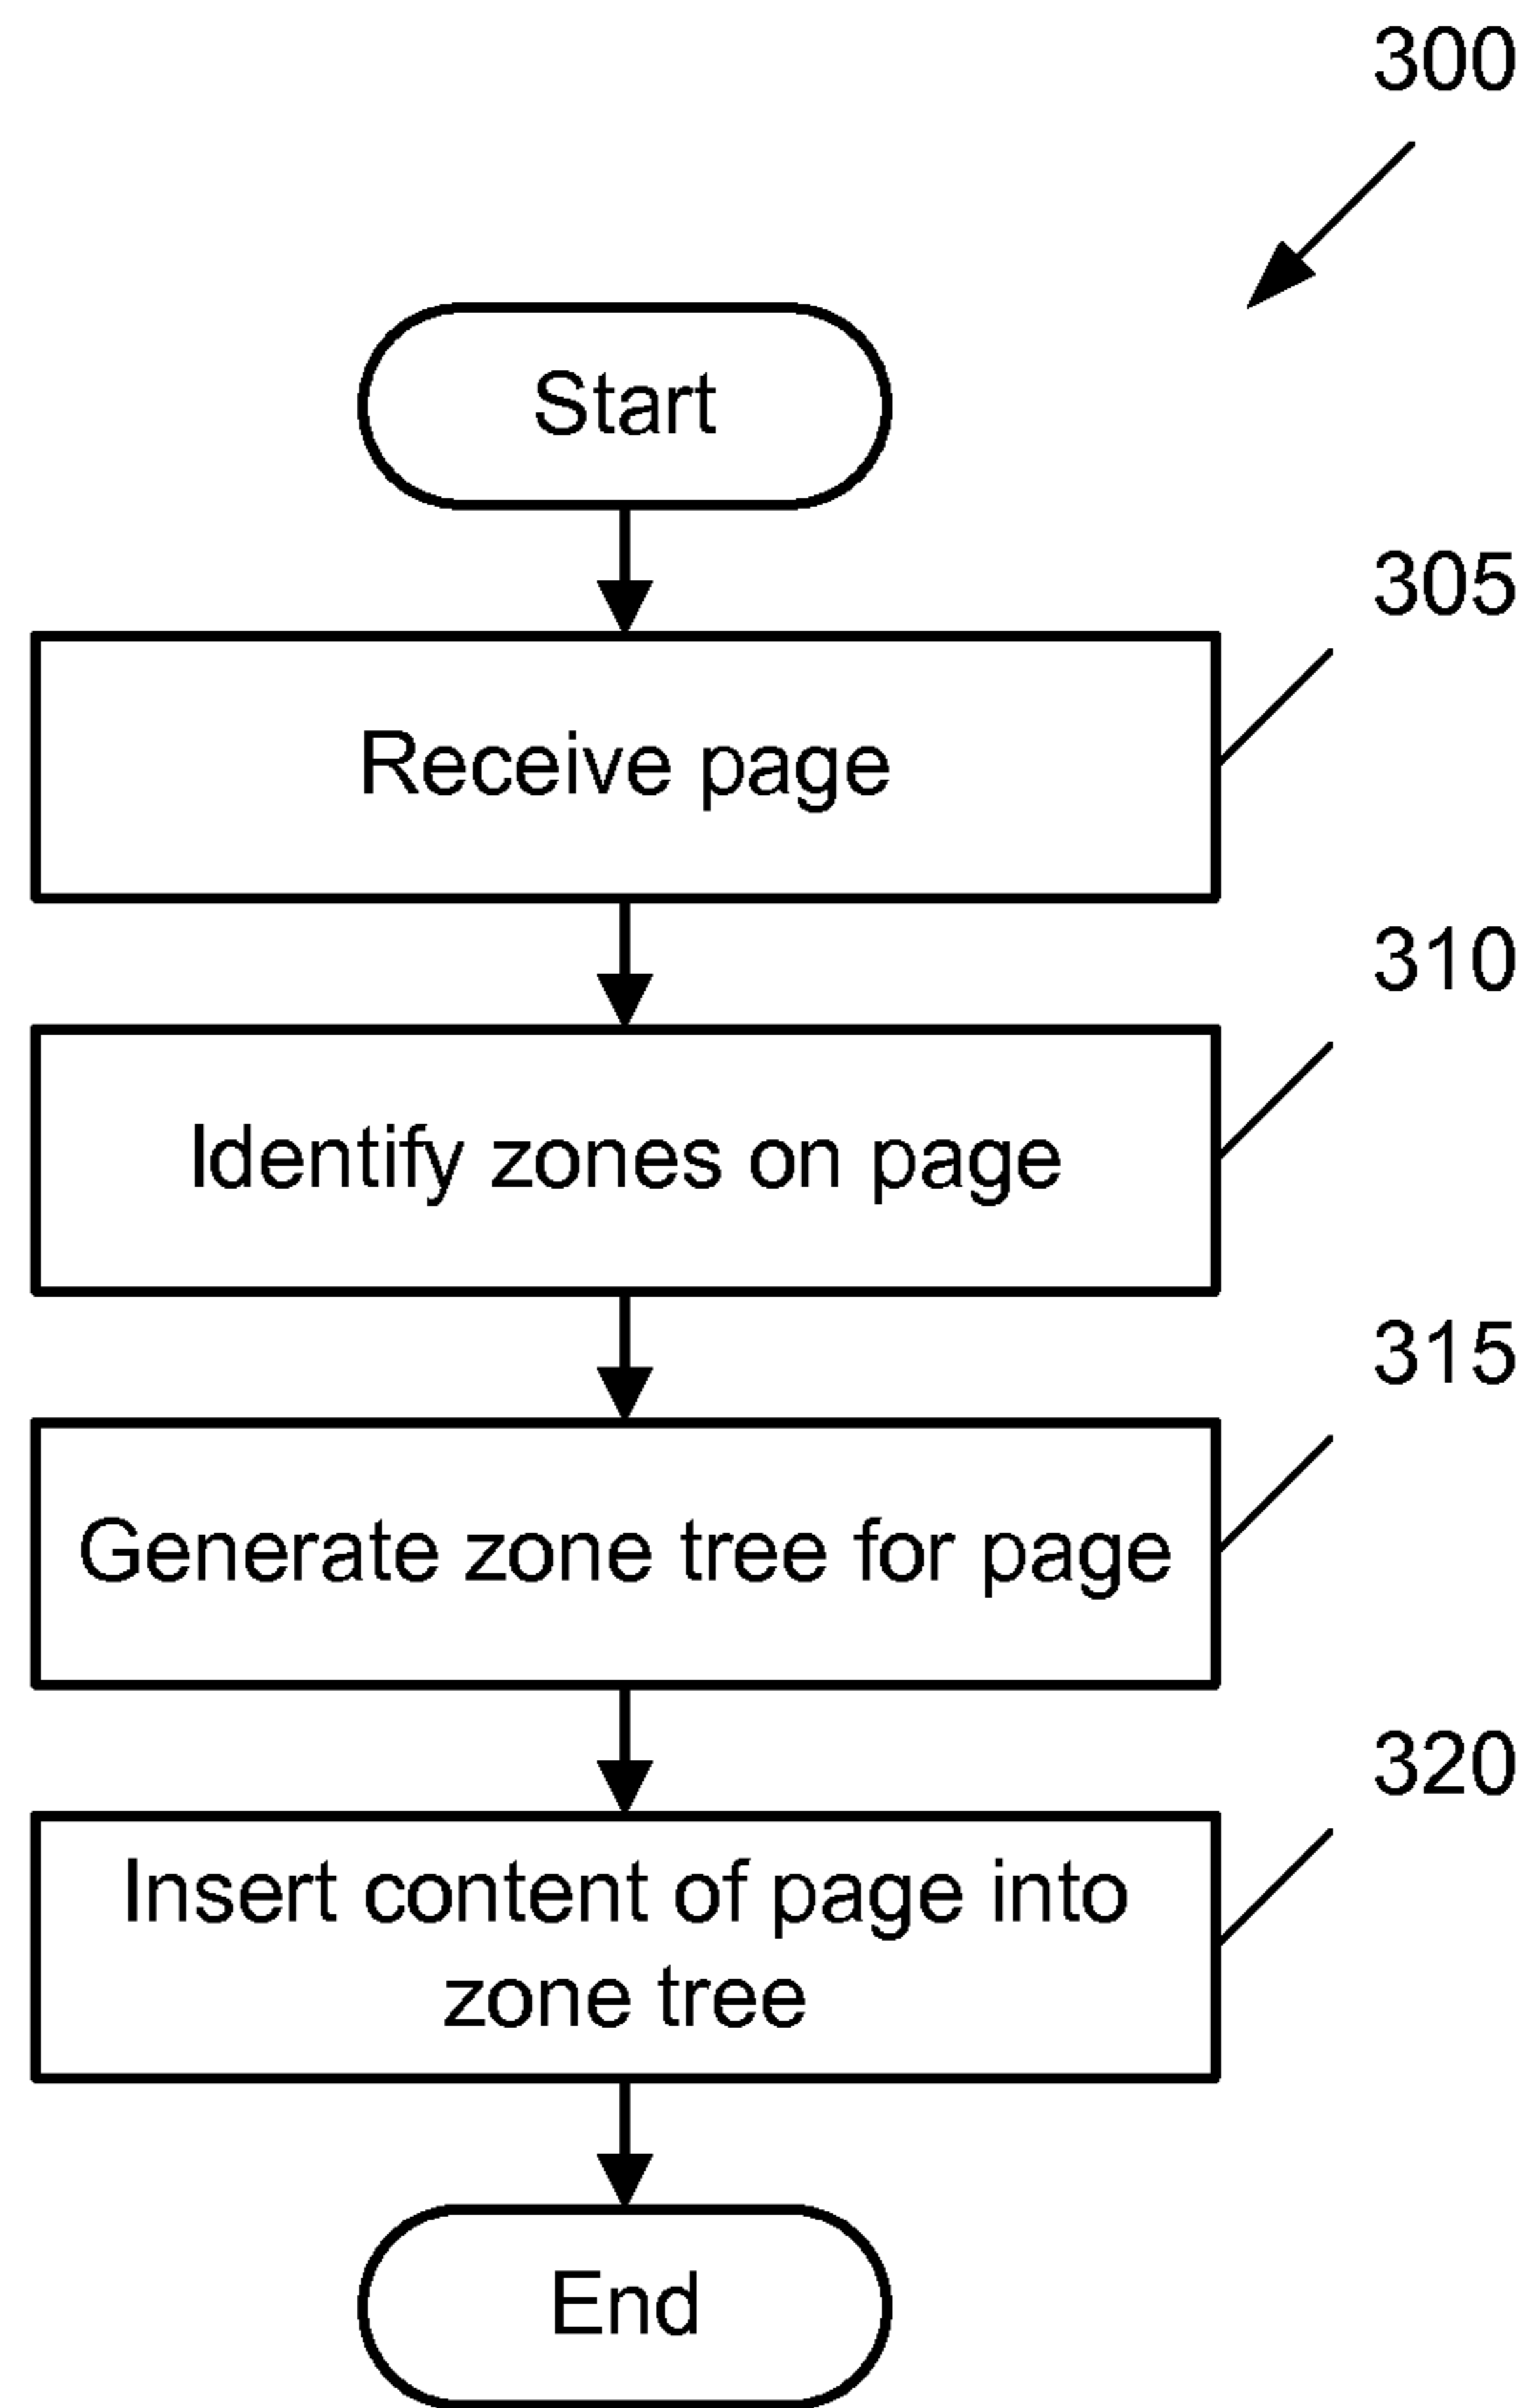 300
Start
305
Receive page
310
Identify zones on page
315
Generate zone tree for page
320
Insert content of page into
zone tree
End